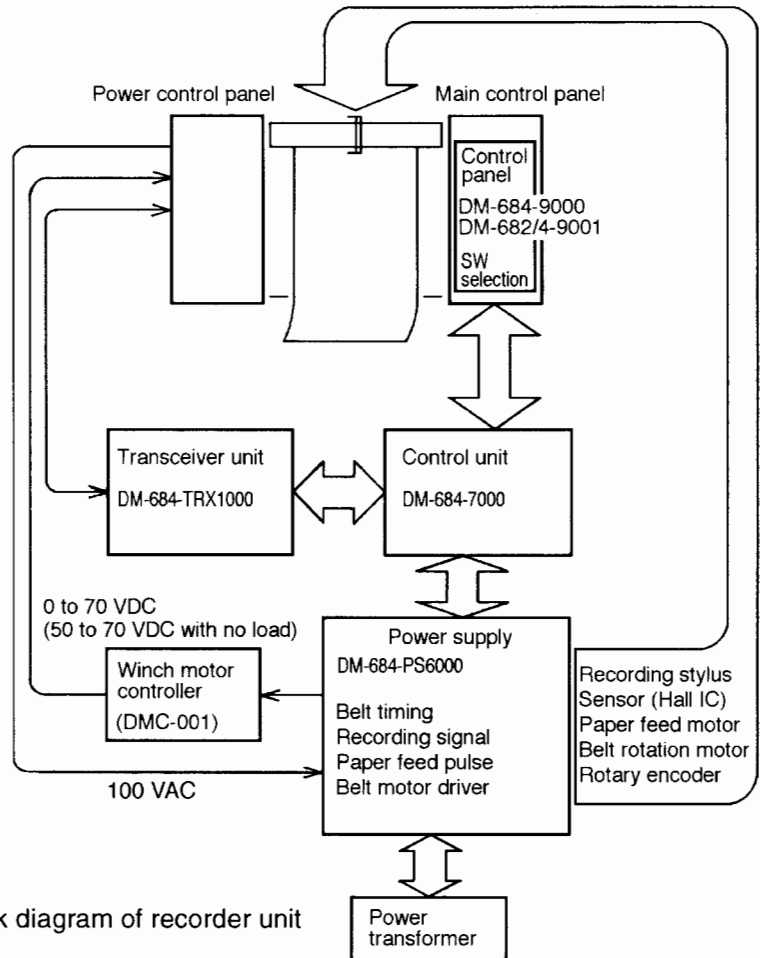 Power control panel
Main control panel
Control
panel
DM-684-9000
DM-682/4-9001
SW
selection
Transceiver unit
DM-684-TRX1000
Control unit
DM-684-7000
0 to 70 VDC
(50 to 70 VDC with no load)
Winch motor
controller
(DMC-001)
Power supply
DM-684-PS6000
Belt timing
Recording signal
Paper feed pulse
Belt motor driver
Recording stylus
Sensor (Hall IC)
Paper feed motor
Belt rotation motor
Rotary encoder
100 VAC
k diagram of recorder unit
Power
transformer